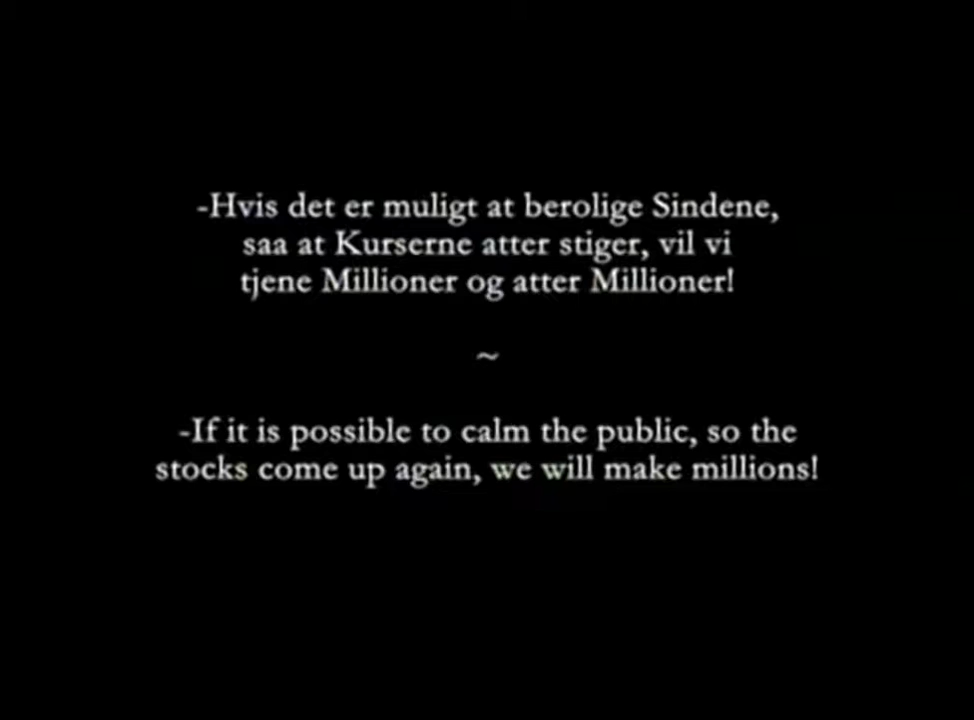 -Hvis det er muligt at berolige Sindene,
saa at Kurserne atter stiger, vil vi
tjene Millioner og atter Millioner!
~
-If it is possible to calm the public, so the
stocks come up again, we will make millions!